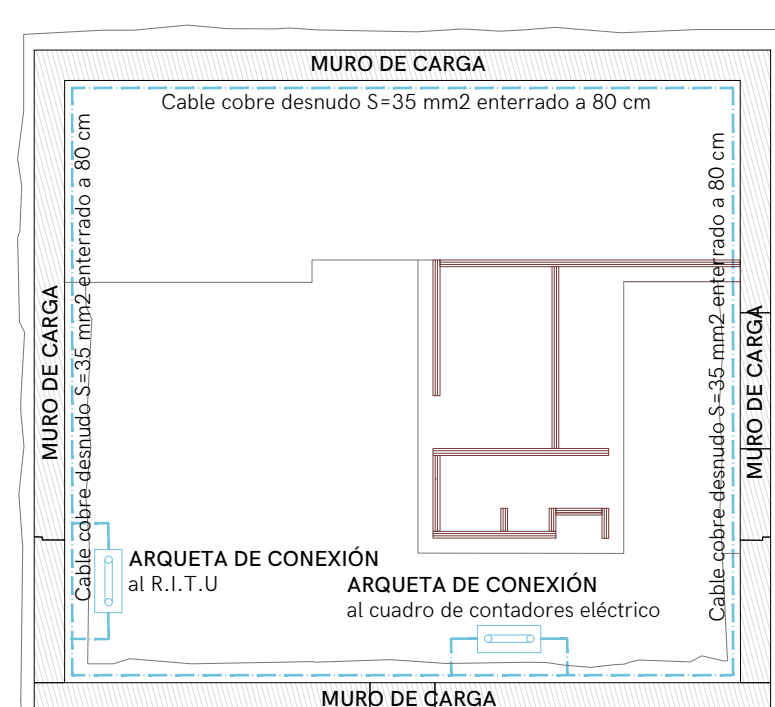 MURO DE CARGA
Cable cobre desnudo S=35 mm2 enterrado a 80 cm
MURO DE CARGA
Cable cobre desnudo S=35 mm2 enterrado a 80 cm
Cable cobre desnudo S=35 mm2 enterrado a 80 cm
MURO DE CARGA
ARQUETA DE CONEXIÓN
al R.I.T.U
ARQUETA DE CONEXIÓN
al cuadro de contadores eléctrico
MURO DE CARGA